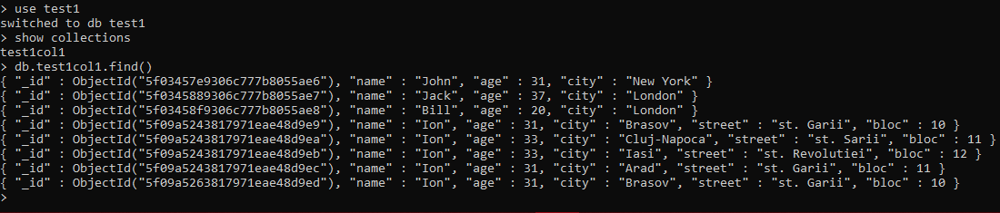 > use test1
switched to db test1
> show collections
test1col1
> db.test1col1.find()
{ "_id" : ObjectId("5f03457e9306c777b8055ae6"), "name" : "John", "age" : 31, "city" : "New York" }
{ "_id" : ObjectId("5f0345889306c777b8055ae7"), "name" : "Jack", "age" : 37, "city" : "London" }
{ "_id" : ObjectId("5f03458f9306c777b8055ae8"), "name" : "Bill", "age" : 20, "city" : "London" }
{ "_id" : ObjectId("5f09a5243817971eae48d9e9"), "name" : "Ion", "age" : 31, "city" : "Brasov", "street" : "st. Garii", "bloc" : 10 }
{ "_id" : ObjectId("5f09a5243817971eae48d9ea"), "name" : "Ion", "age" : 33, "city" : "Cluj-Napoca", "street" : "st. Sarii", "bloc" : 11 }
{ "_id" : ObjectId("5f09a5243817971eae48d9eb"), "name" : "Ion", "age" : 33, "city" : "Iasi", "street" : "st. Revolutiei", "bloc" : 12 }
{ "_id" : ObjectId("5f09a5243817971eae48d9ec"), "name" : "Ion", "age" : 31, "city" : "Arad", "street" : "st. Garii", "bloc" : 11 }
{ "_id" : ObjectId("5f09a5263817971eae48d9ed"), "name" : "Ion", "age" : 31, "city" : "Brasov", "street" : "st. Garii", "bloc" : 10 }
>